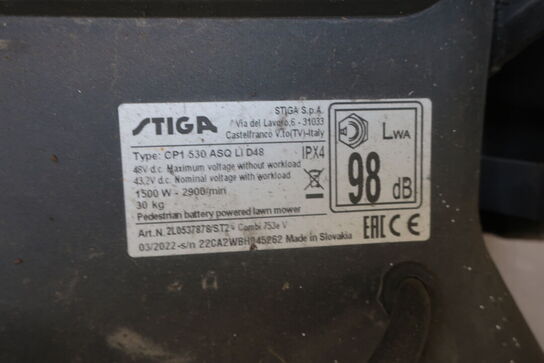 STIGA
STIGA S.p.A.
Via del Lavoro,6 - 31033
Castelfranco V.to(TV)-Italy
Type: CP1 530 ASQ Li D48
48V d.c. Maximum voltage without workload
43,2V d.c. Nominal voltage with workload
IPX4
1500 W - 2900/min
30 kg
Pedestrian battery powered lawn mower
LWA
98 dB
Art.N. 2L0537878/ST2 - Combi 753e V
03/2022-s/n 22CA2WBH045262 Made in Slovakia
EAC CE